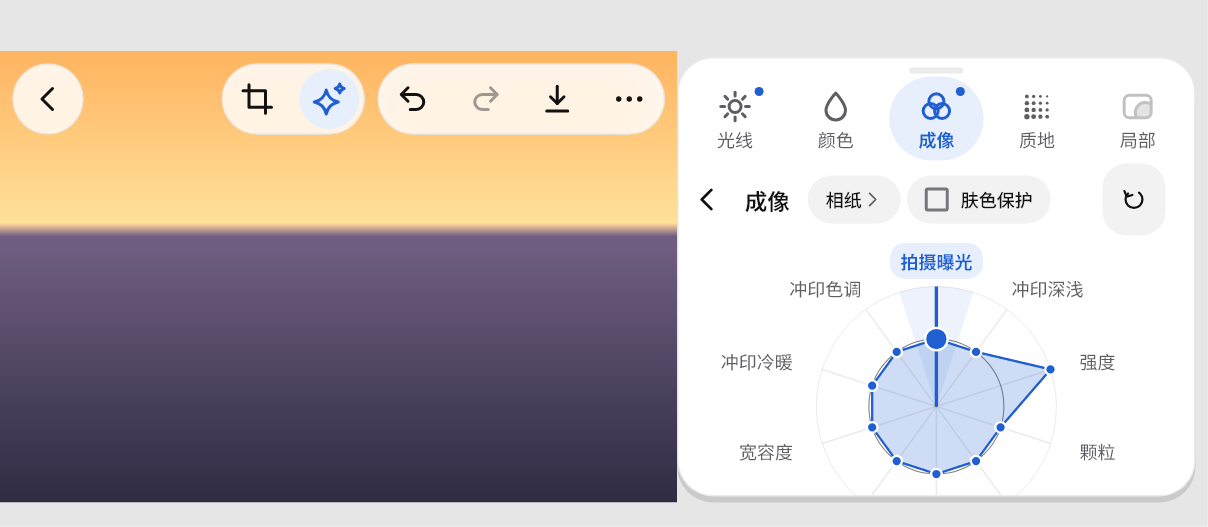 光线
颜色
成像
质地
局部
成像
相纸
肤色保护
拍摄曝光
冲印色调
冲印深浅
冲印冷暖
强度
宽容度
颗粒